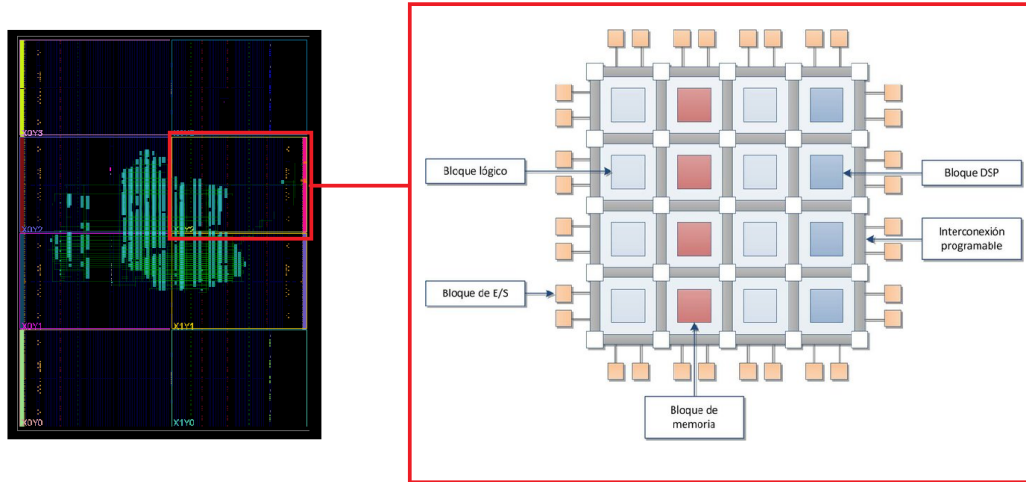 X0Y3
X0Y2
X0Y1
X1Y1
X0Y0
X1Y0
Bloque lógico
Bloque DSP
Interconexión
programable
Bloque de E/S
Bloque de
memoria